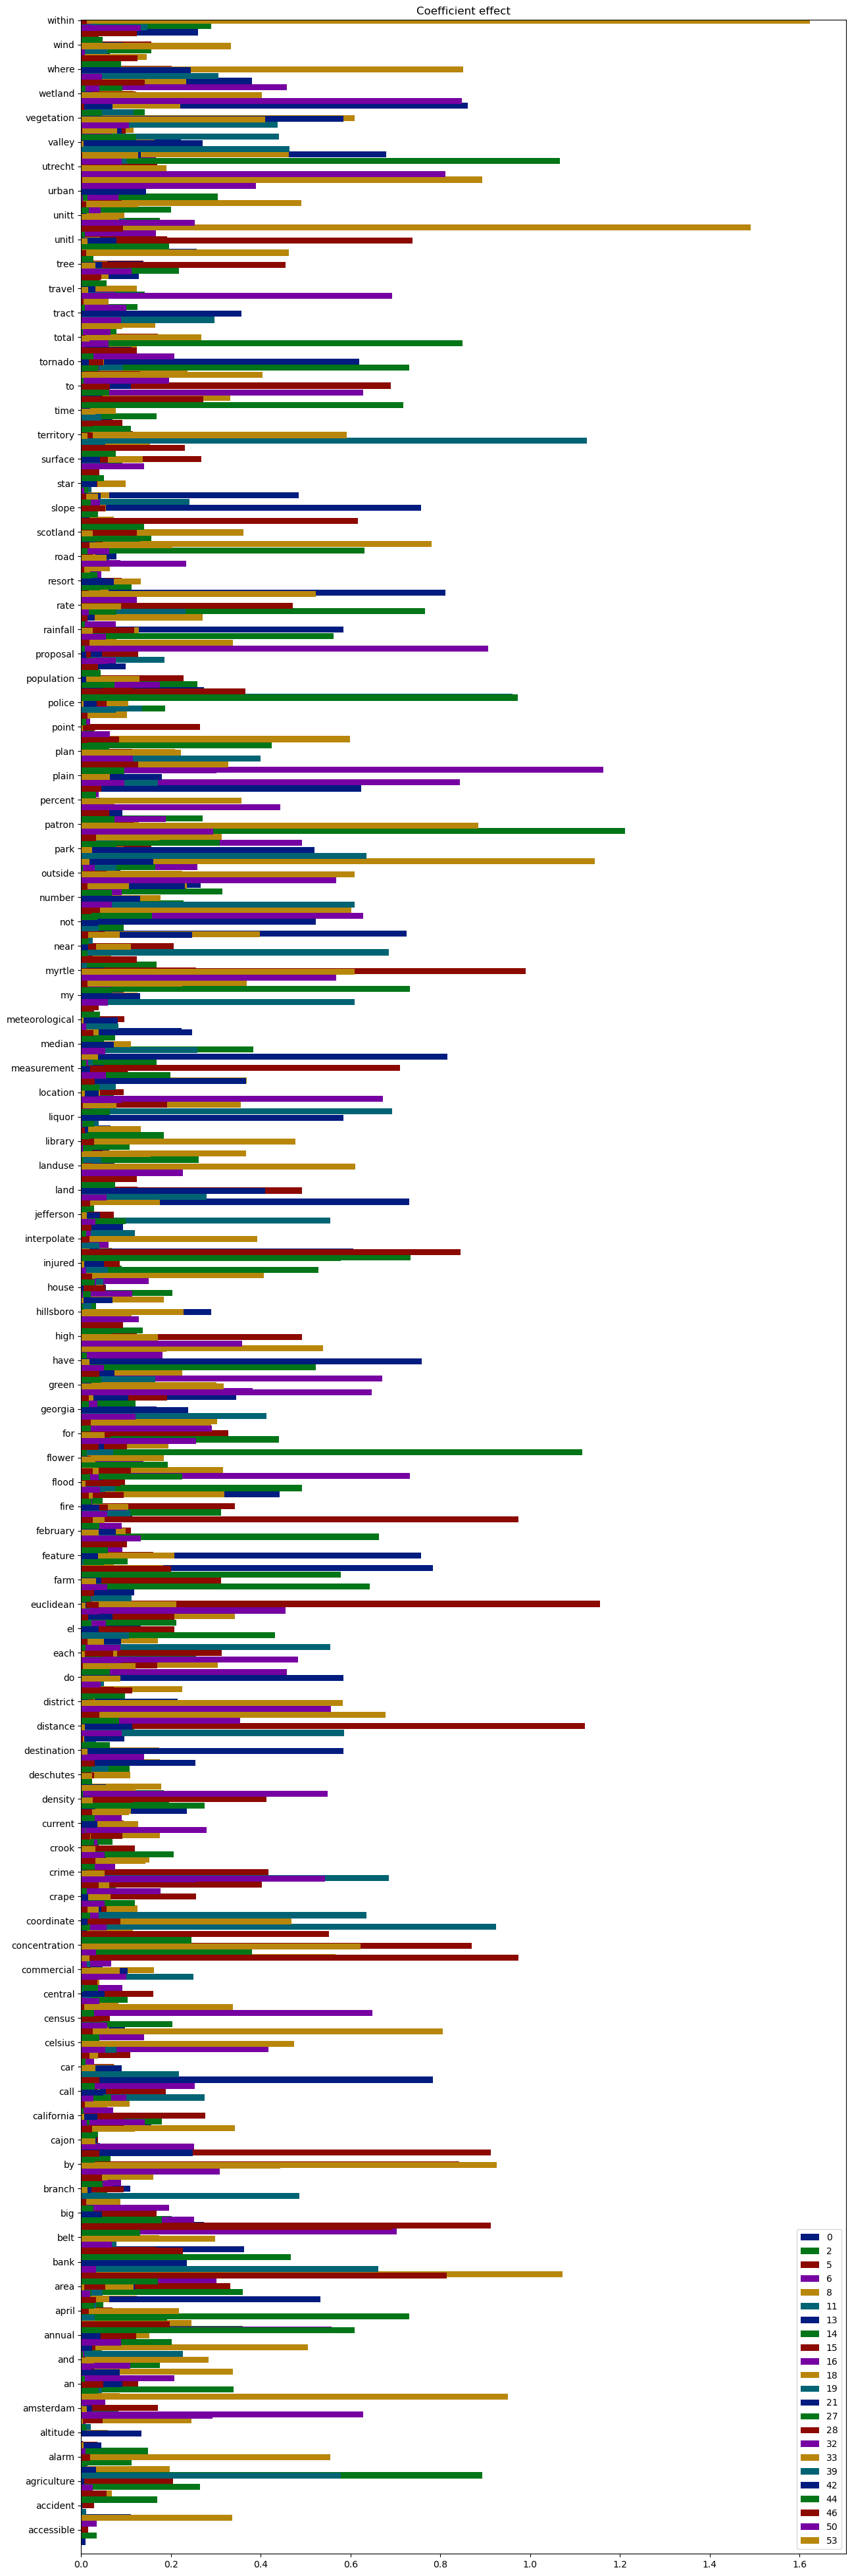 Coefficient effect
within
wind
where
wetland
vegetation
valley
utrecht
urban
unitt
unitl
tree
travel
tract
total
tornado
to
time
territory
surface
star
slope
scotland
road
resort
rate
rainfall
proposal
population
police
point
plan
plain
percent
patron
park
outside
number
not
near
myrtle
my
meteorological
median
measurement
location
liquor
library
landuse
land
jefferson
interpolate
injured
house
hillsboro
high
have
green
georgia
for
flower
flood
fire
february
feature
farm
euclidean
el
each
do
district
distance
destination
deschutes
density
current
crook
crime
crape
coordinate
concentration
commercial
central
census
celsius
car
call
california
cajon
by
branch
big
belt
bank
area
april
annual
and
an
amsterdam
altitude
alarm
agriculture
accident
accessible
0
2
5
6
8
11
13
14
15
16
18
19
21
27
28
32
33
39
42
44
46
50
53
0.0 0.2 0.4 0.6 0.8 1.0 1.2 1.4 1.6